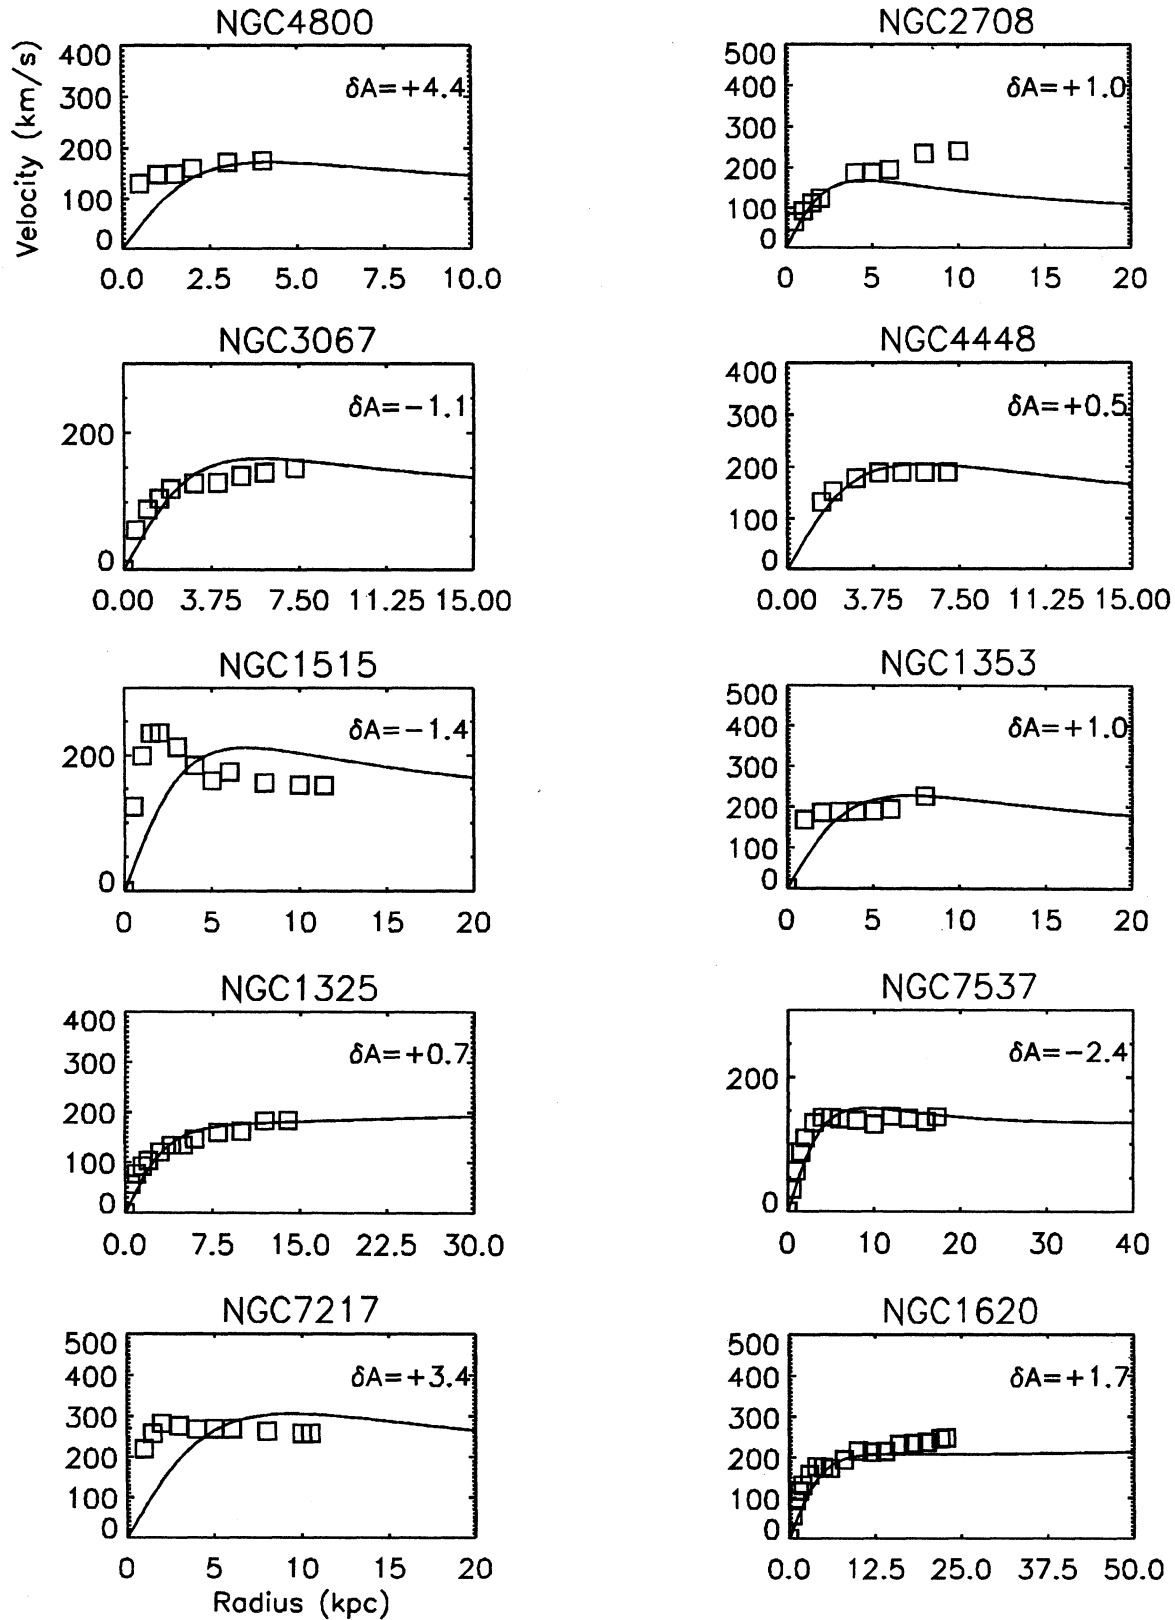 NGC4800
Velocity (km/s)
400
300
200
100
0
δA=+4.4
0.0 2.5 5.0 7.5 10.0
NGC2708
500
400
300
200
100
0
δA=+1.0
0 5 10 15 20
NGC3067
200
0
δA=−1.1
0.00 3.75 7.50 11.25 15.00
NGC4448
400
300
200
100
0
δA=+0.5
0.00 3.75 7.50 11.25 15.00
NGC1515
200
0
δA=−1.4
0 5 10 15 20
NGC1353
500
400
300
200
100
0
δA=+1.0
0 5 10 15 20
NGC1325
400
300
200
100
0
δA=+0.7
0.0 7.5 15.0 22.5 30.0
NGC7537
200
0
δA=−2.4
0 10 20 30 40
NGC7217
500
400
300
200
100
0
δA=+3.4
0 5 10 15 20
Radius (kpc)
NGC1620
500
400
300
200
100
0
δA=+1.7
0.0 12.5 25.0 37.5 50.0